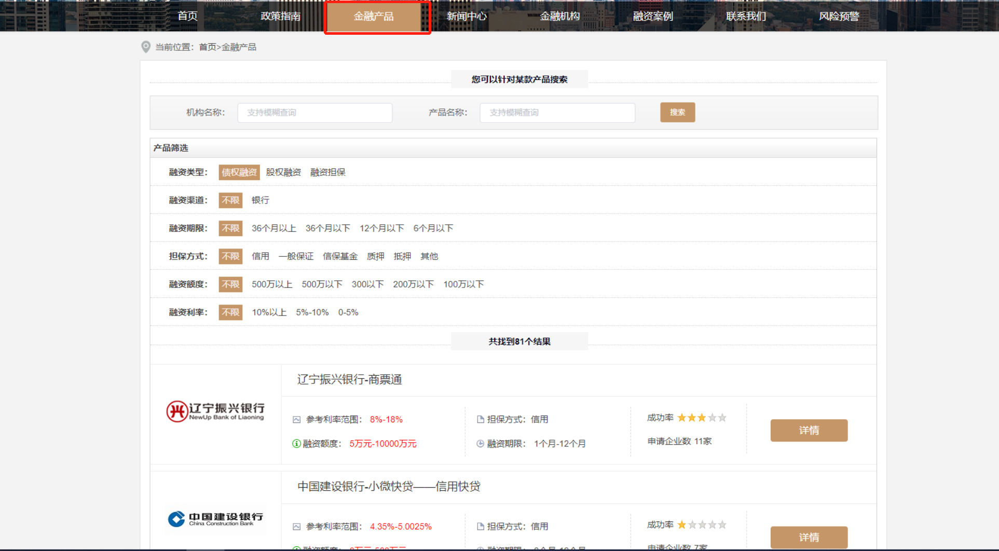 首页 政策指南 金融产品 新闻中心 金融机构 融资案例 联系我们 风险预警
当前位置：首页>金融产品
您可以针对某款产品搜索
机构名称： 支持模糊查询 产品名称： 支持模糊查询 搜索
产品筛选
融资类型： 债权融资 股权融资 融资担保
融资渠道： 不限 银行
融资期限： 不限 36个月以上 36个月以下 12个月以下 6个月以下
担保方式： 不限 信用 一般保证 信保基金 质押 抵押 其他
融资额度： 不限 500万以上 500万以下 300以下 200万以下 100万以下
融资利率： 不限 10%以上 5%-10% 0-5%
共找到81个结果
辽宁振兴银行-商票通
辽宁振兴银行
NewUp Bank of Liaoning
参考利率范围： 8%-18% 担保方式：信用 成功率
融资额度： 5万元-10000万元 融资期限： 1个月-12个月 申请企业数 11家
详情
中国建设银行-小微快贷——信用快贷
中国建设银行
China Construction Bank
参考利率范围： 4.35%-5.0025% 担保方式：信用 成功率
详情
申请企业数 7家